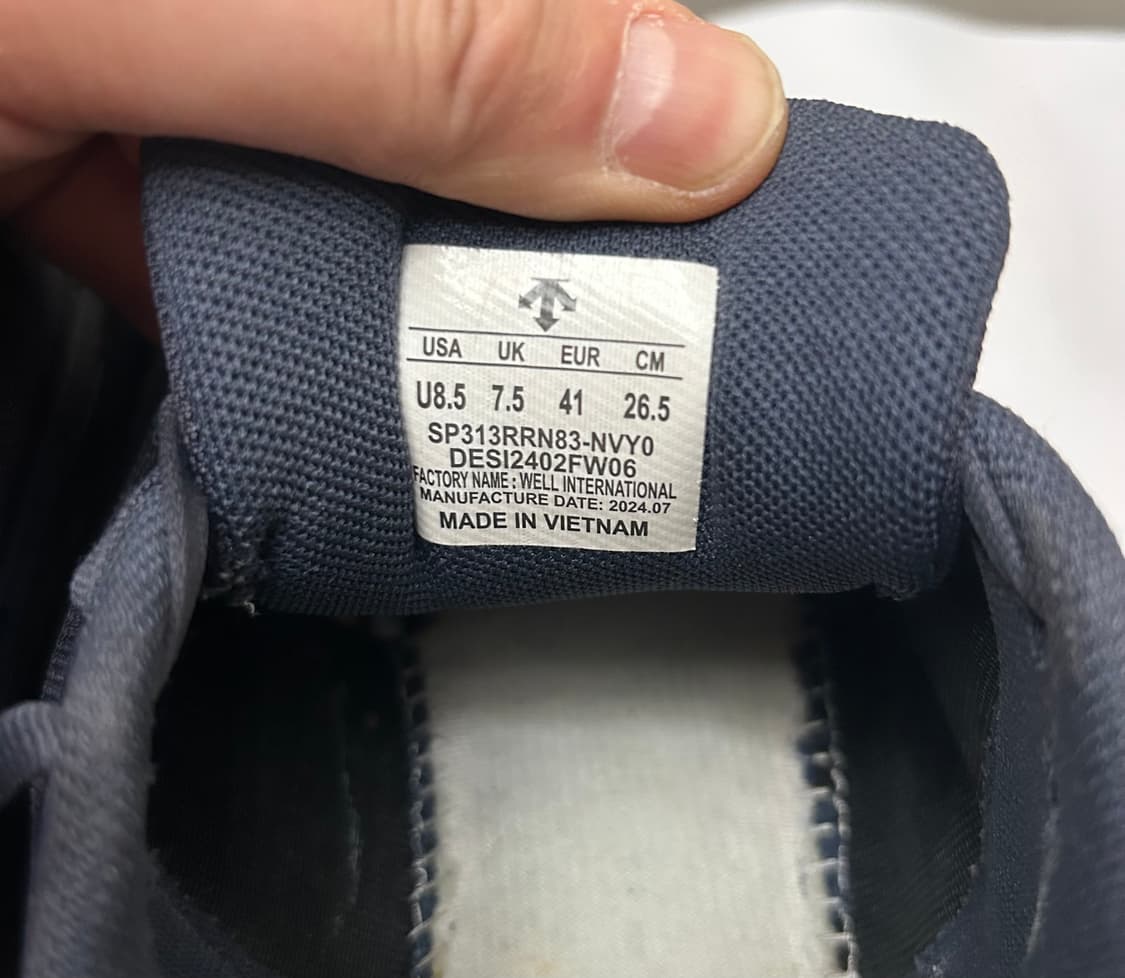 USA UK EUR CM
U8.5 7.5 41 26.5
SP313RRN83-NVY0
DESI2402FW06
FACTORY NAME : WELL INTERNATIONAL
MANUFACTURE DATE: 2024.07
MADE IN VIETNAM